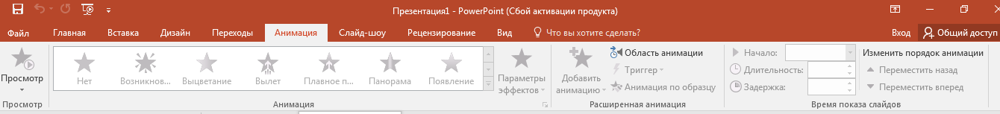 Презентация1 - PowerPoint (Сбой активации продукта)
Файл Главная Вставка Дизайн Переходы Анимация Слайд-шоу Рецензирование Вид Что вы хотите сделать? Вход Общий доступ
Просмотр
Нет Возникнов... Выцветание Вылет Плавное п... Панорама Появление
Параметры
эффектов
Добавить
анимацию
Область анимации
Триггер
Анимация по образцу
Начало:
Длительность:
Задержка:
Изменить порядок анимации
Переместить назад
Переместить вперед
Просмотр Анимация Расширенная анимация Время показа слайдов